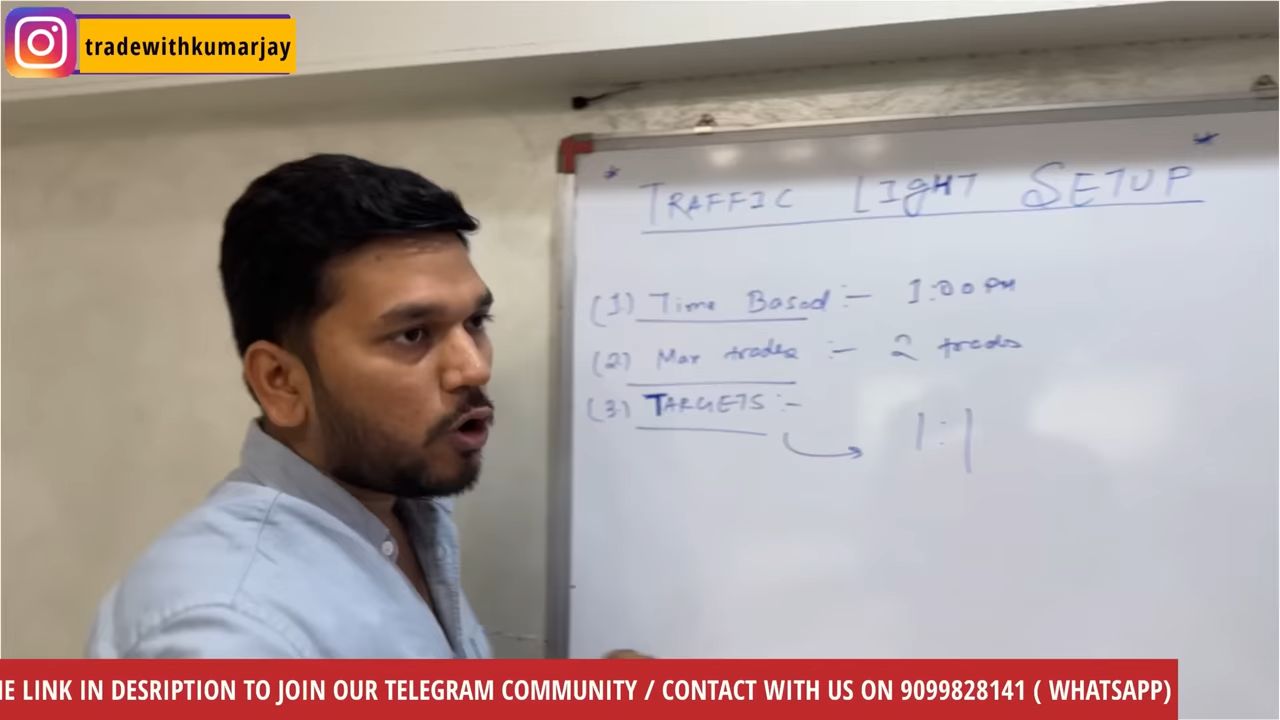 tradewithkumarjay
* *
TRAFFIC LIGHT SETUP
(1) Time Based :- 1:00 PM
(2) Max trades :- 2 trades
(3) TARGETS :-
1:1
HE LINK IN DESRIPTION TO JOIN OUR TELEGRAM COMMUNITY / CONTACT WITH US ON 9099828141 ( WHATSAPP)